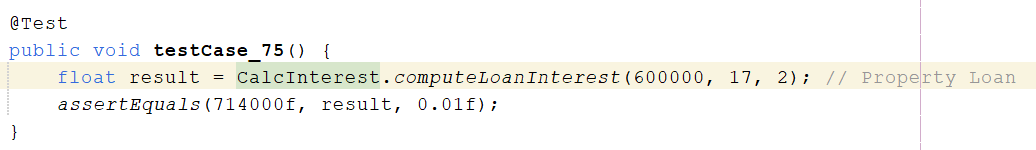 @Test
public void testCase_75() {
    float result = CalcInterest.computeLoanInterest(600000, 17, 2); // Property Loan
    assertEquals(714000f, result, 0.01f);
}